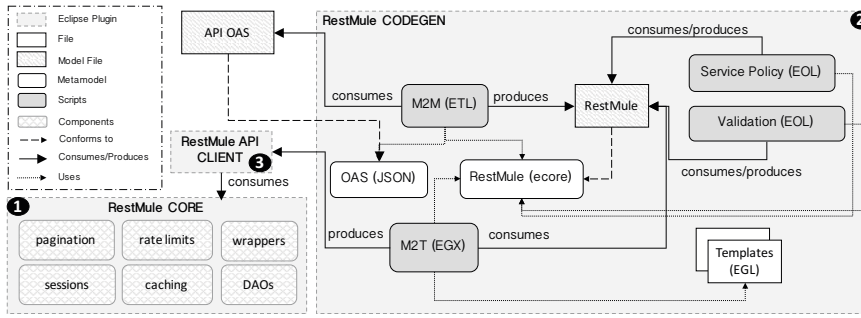 Eclipse Plugin
File
Model File
Metamodel
Scripts
Components
Conforms to
Consumes/Produces
Uses
API OAS
RestMule CODEGEN
2
consumes
M2M (ETL)
produces
RestMule
consumes/produces
Service Policy (EOL)
Validation (EOL)
consumes/produces
RestMule API
CLIENT
3
consumes
OAS (JSON)
RestMule (ecore)
1
RestMule CORE
pagination
rate limits
wrappers
sessions
caching
DAOs
produces
M2T (EGX)
consumes
Templates
(EGL)